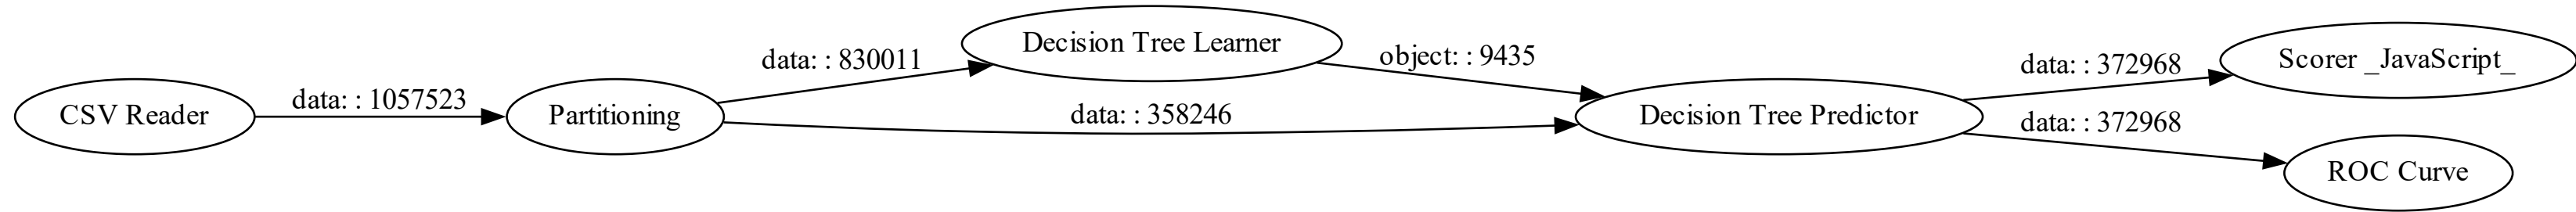 CSV Reader
data: : 1057523
Partitioning
data: : 830011
data: : 358246
Decision Tree Learner
object: : 9435
Decision Tree Predictor
data: : 372968
data: : 372968
Scorer _JavaScript_
ROC Curve